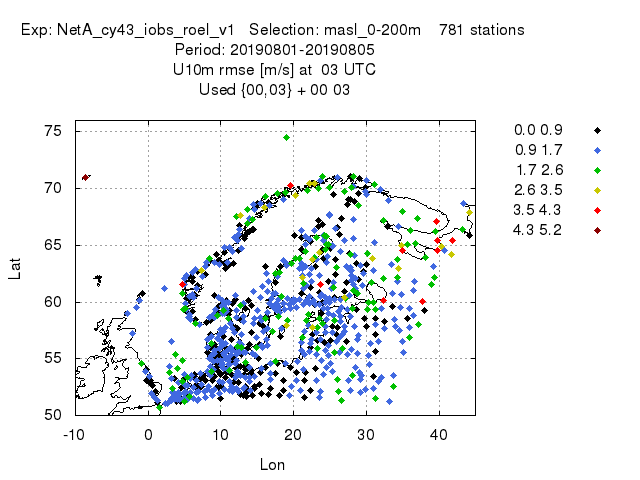 Exp: NetA_cy43_iobs_roel_v1 Selection: masl_0-200m 781 stations
Period: 20190801-20190805
U10m rmse [m/s] at 03 UTC
Used {00,03} + 00 03
75
70
65
60
55
50
Lat
-10 0 10 20 30 40
Lon
0.0 0.9
0.9 1.7
1.7 2.6
2.6 3.5
3.5 4.3
4.3 5.2